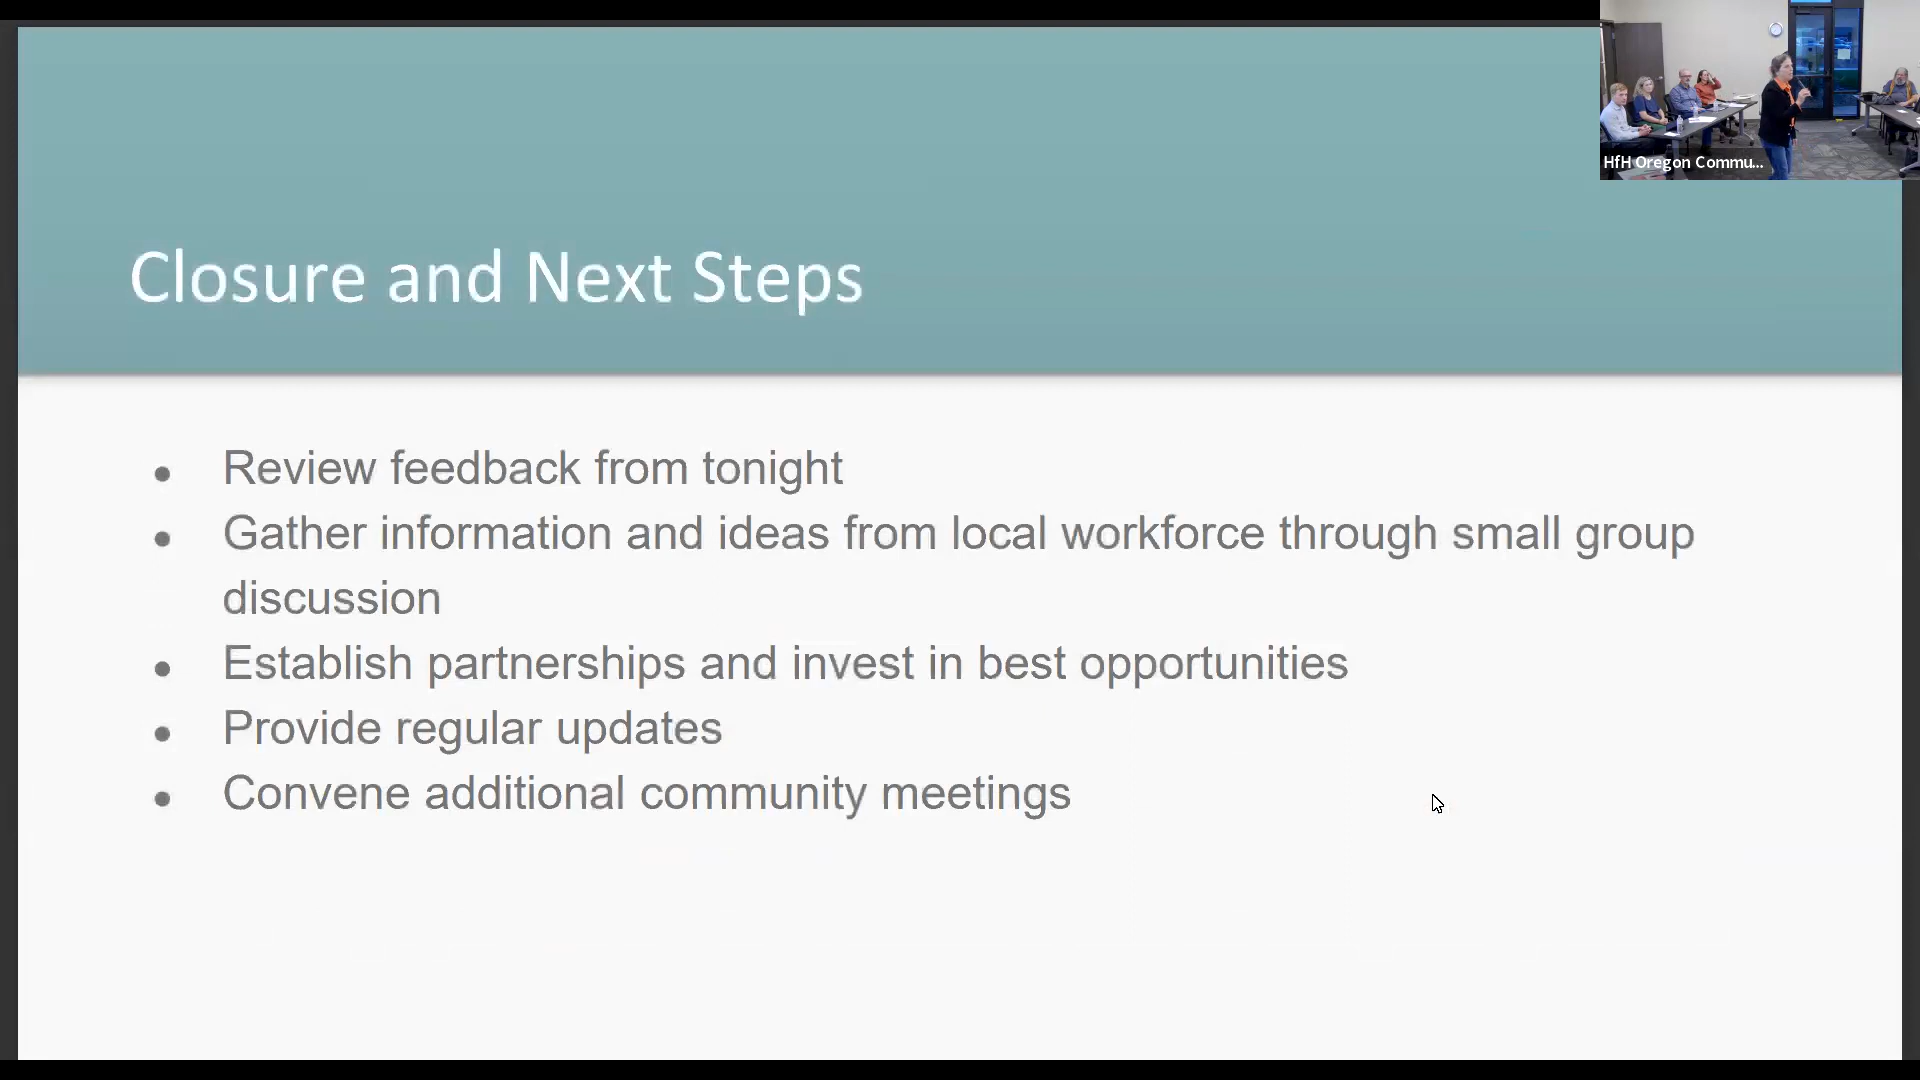 HfH Oregon Commu...
Closure and Next Steps
• Review feedback from tonight
• Gather information and ideas from local workforce through small group
discussion
• Establish partnerships and invest in best opportunities
• Provide regular updates
• Convene additional community meetings